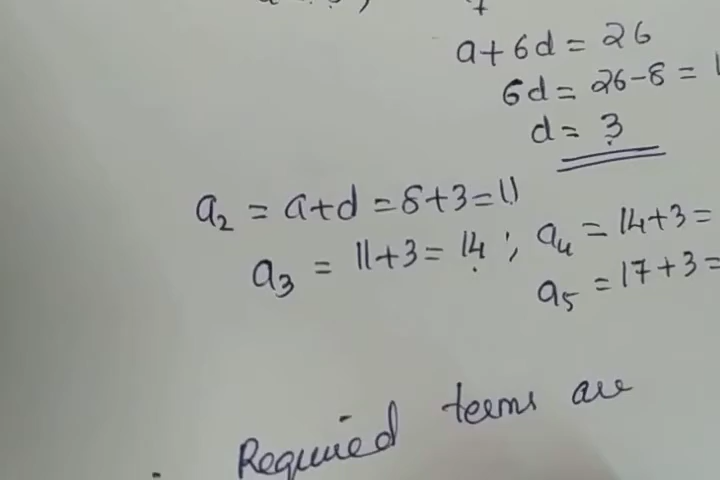 a+6d = 26
6d = 26-8 =
d = 3
a2 = a+d = 8+3 = 11
a3 = 11+3 = 14 ; a4 = 14+3 =
a5 = 17+3 =
Required terms are